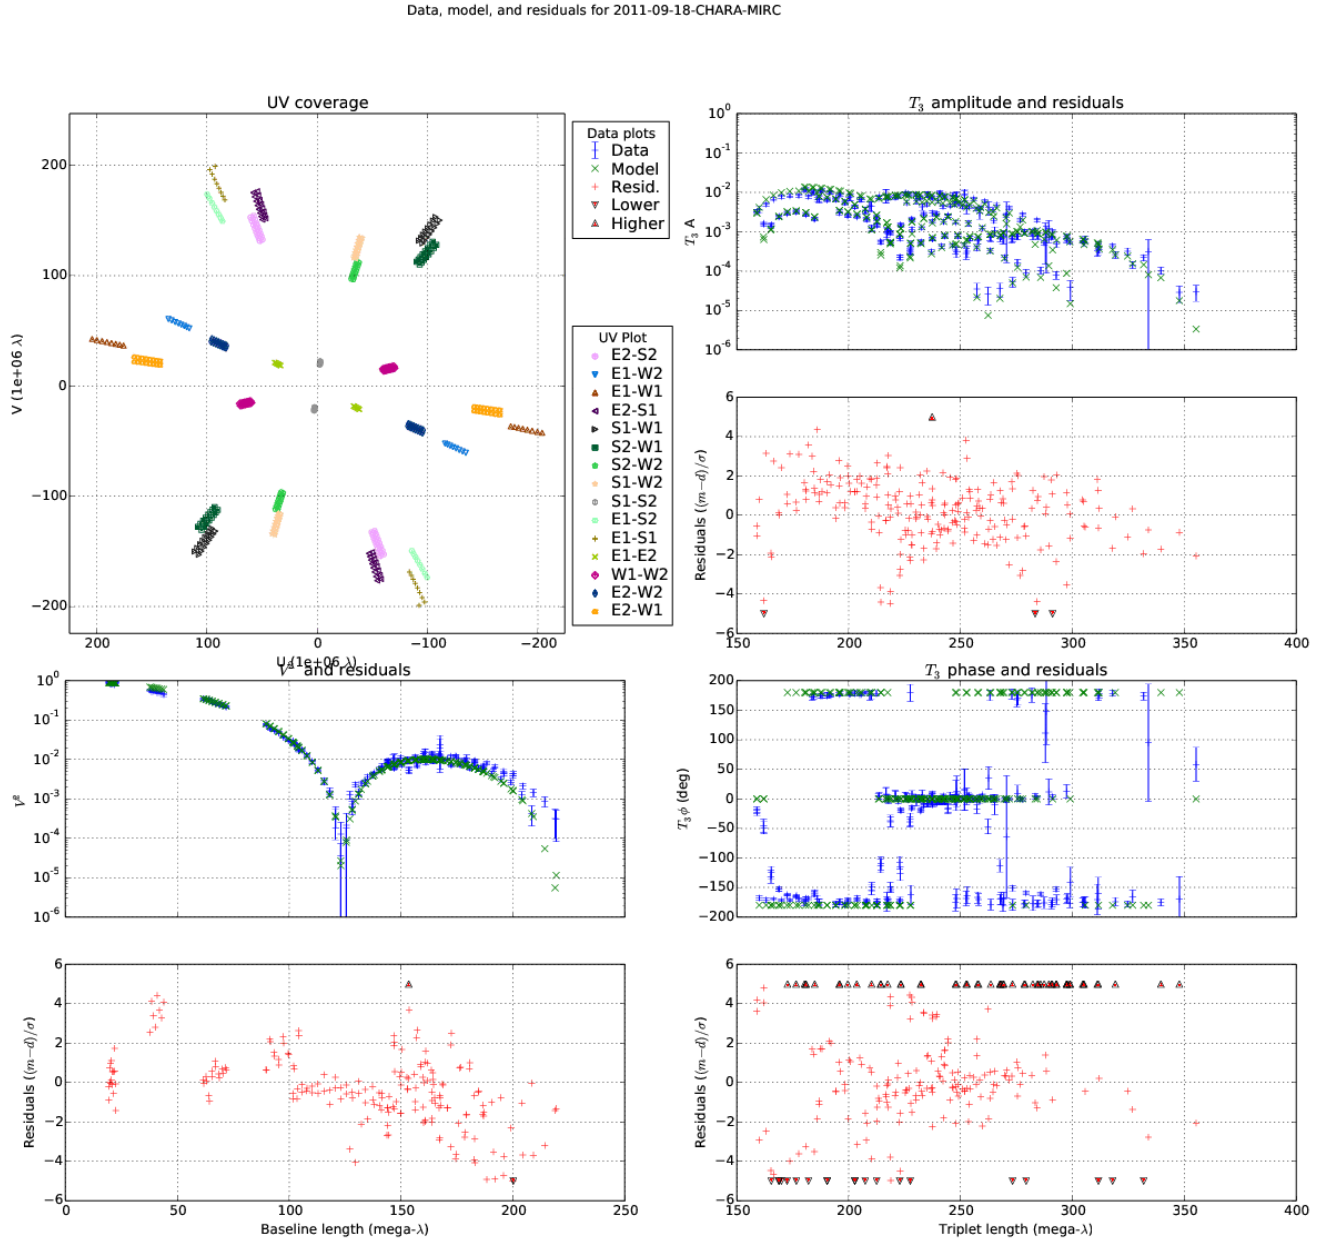 Data, model, and residuals for 2011-09-18-CHARA-MIRC
UV coverage
V (1e+06 λ)
200
100
0
−100
−200
200 100 0 −100 −200
U (1e+06 λ)
Data plots
Data
Model
Resid.
Lower
Higher
UV Plot
E2-S2
E1-W2
E1-W1
E2-S1
S1-W1
S2-W1
S2-W2
S1-W2
S1-S2
E1-S2
E1-S1
E1-E2
W1-W2
E2-W2
E2-W1
T₃ amplitude and residuals
T₃ A
10⁰
10⁻¹
10⁻²
10⁻³
10⁻⁴
10⁻⁵
10⁻⁶
Residuals ((m−d)/σ)
6
4
2
0
−2
−4
−6
150 200 250 300 350 400
V² and residuals
V²
10⁰
10⁻¹
10⁻²
10⁻³
10⁻⁴
10⁻⁵
10⁻⁶
Residuals ((m−d)/σ)
6
4
2
0
−2
−4
−6
0 50 100 150 200 250
Baseline length (mega-λ)
T₃ phase and residuals
T₃ϕ (deg)
200
150
100
50
0
−50
−100
−150
−200
Residuals ((m−d)/σ)
6
4
2
0
−2
−4
−6
150 200 250 300 350 400
Triplet length (mega-λ)